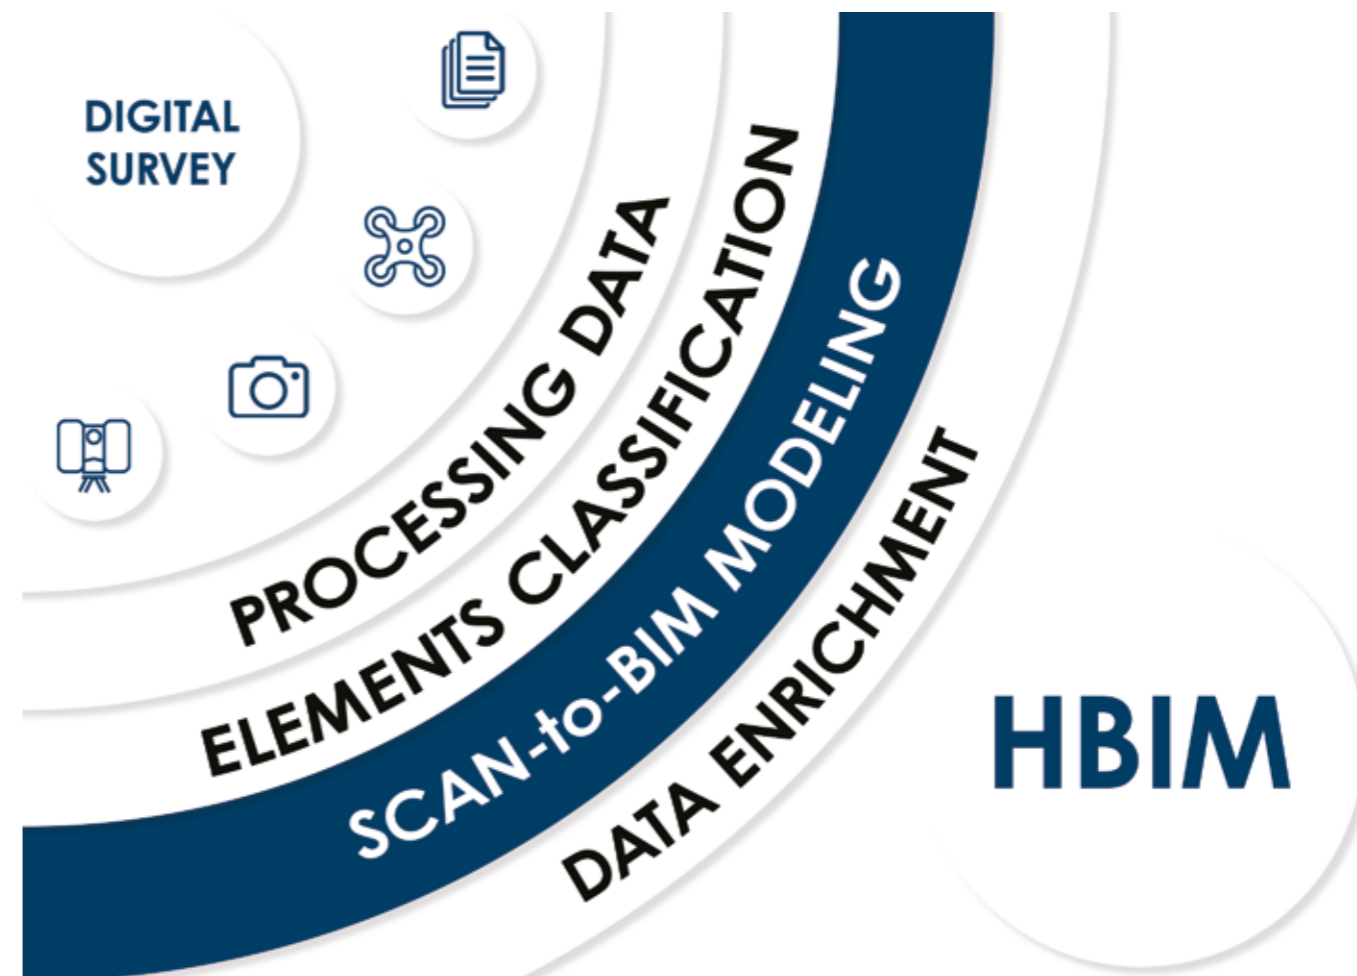 DIGITAL
SURVEY
PROCESSING DATA
ELEMENTS CLASSIFICATION
SCAN-to-BIM MODELING
DATA ENRICHMENT
HBIM